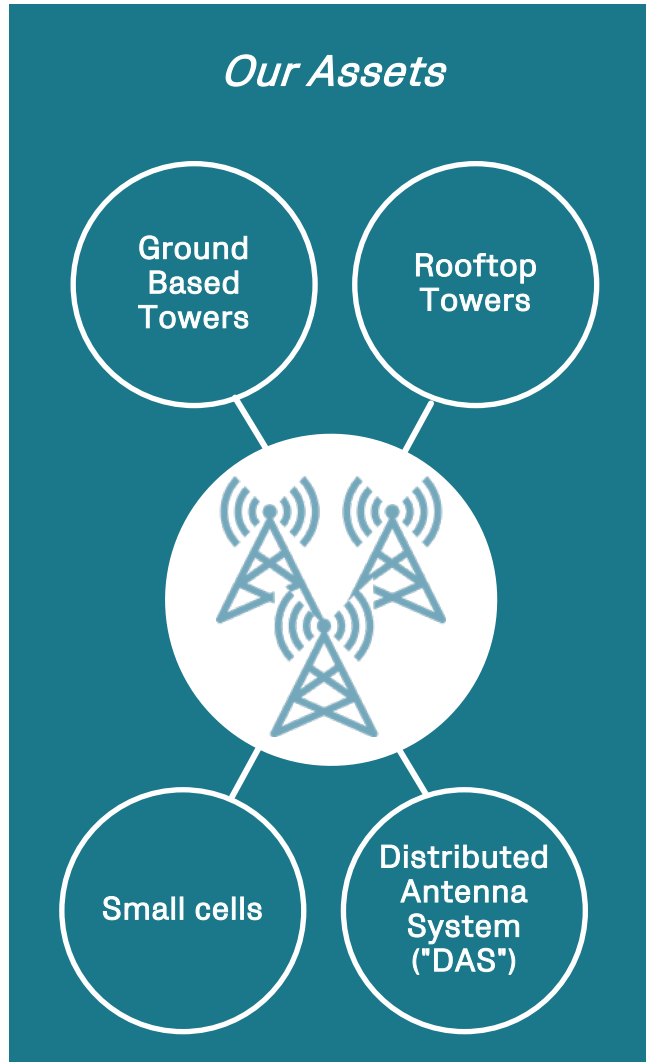 Our Assets
Ground
Based
Towers
Rooftop
Towers
Small cells
Distributed
Antenna
System
("DAS")